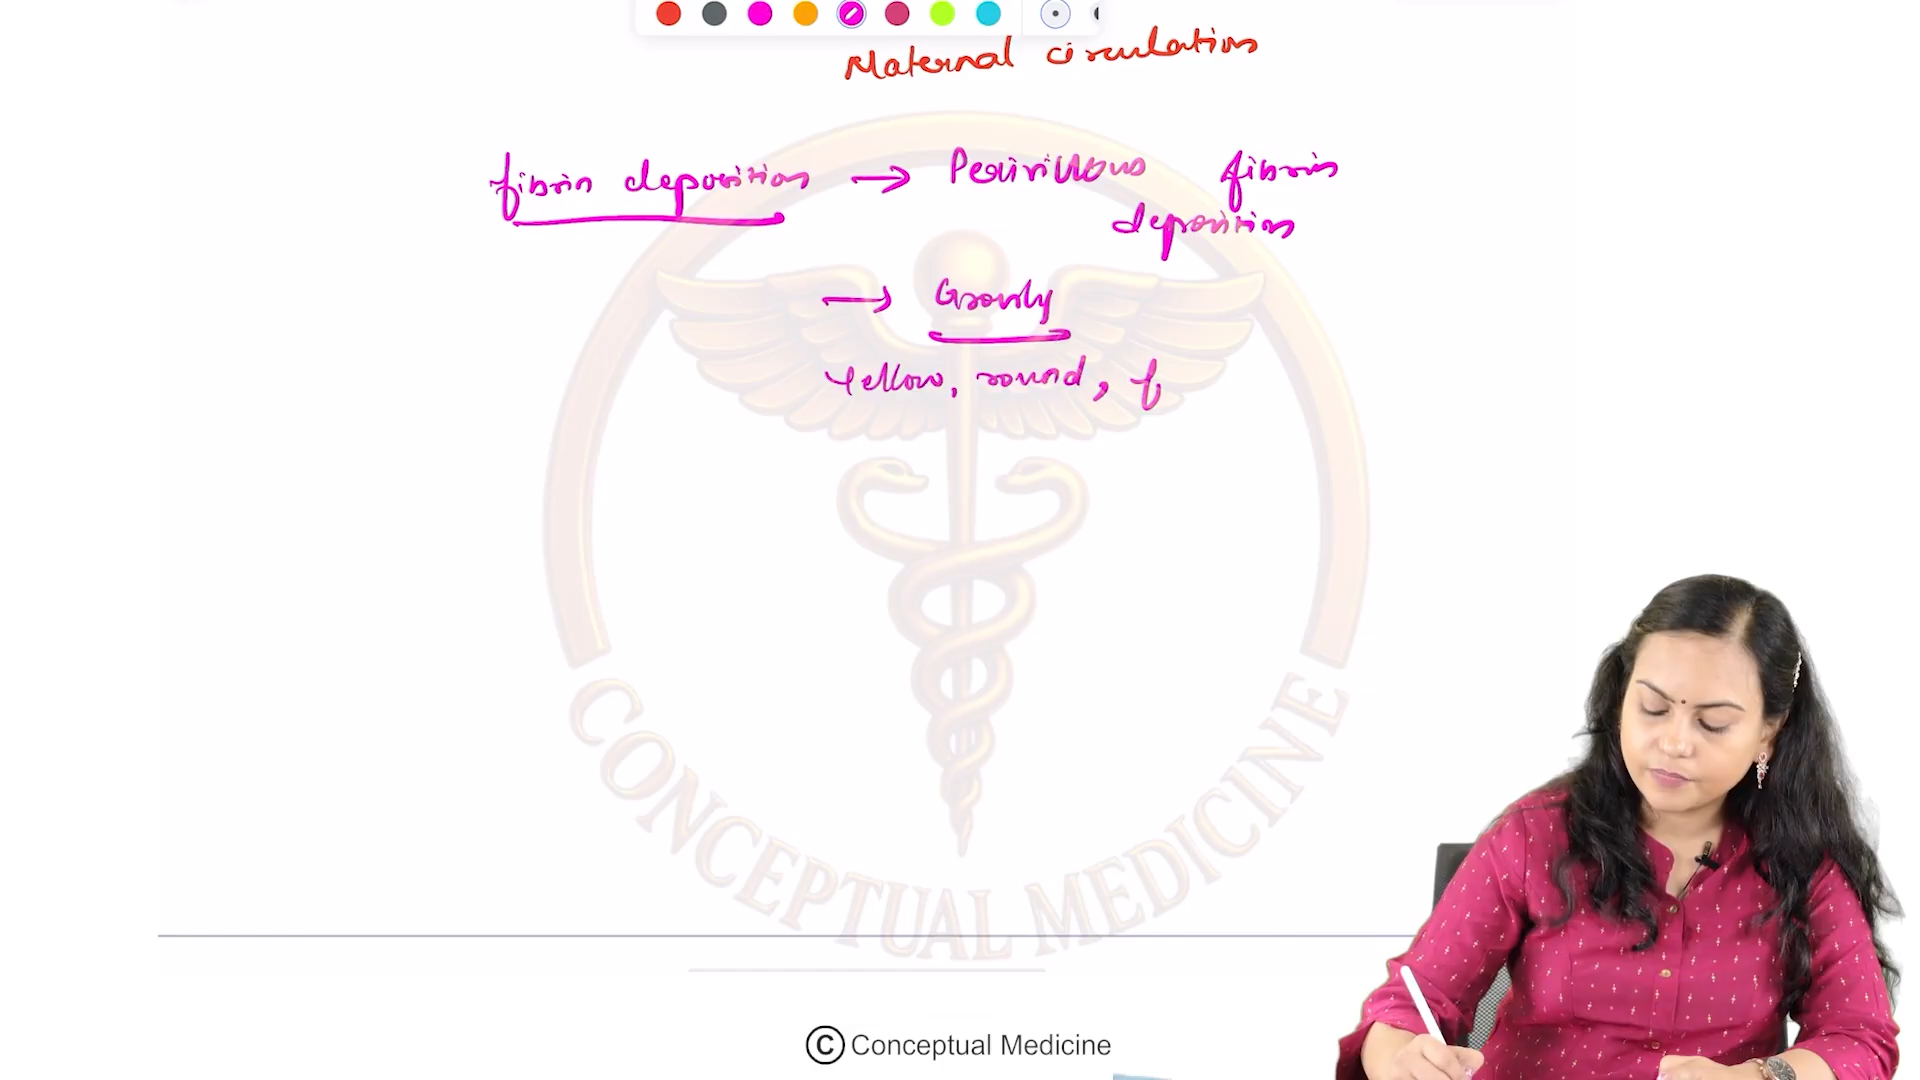 Maternal circulation
fibrin deposition → Perivillous fibrin
deposition
→ Grossly
Yellow, round, f
CONCEPTUAL MEDICINE
© Conceptual Medicine